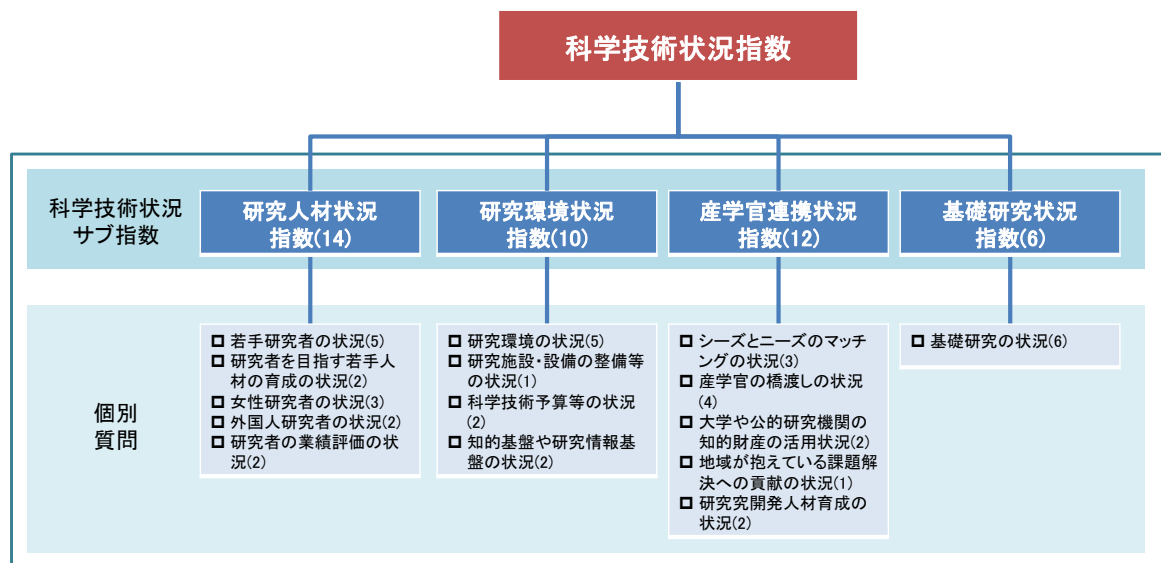 科学技術状況指数
科学技術状況
サブ指数
研究人材状況
指数(14)
研究環境状況
指数(10)
産学官連携状況
指数(12)
基礎研究状況
指数(6)
個別
質問
若手研究者の状況(5)
研究者を目指す若手人
材の育成の状況(2)
女性研究者の状況(3)
外国人研究者の状況(2)
研究者の業績評価の状
況(2)
研究環境の状況(5)
研究施設・設備の整備等
の状況(1)
科学技術予算等の状況
(2)
知的基盤や研究情報基
盤の状況(2)
シーズとニーズのマッチ
ングの状況(3)
産学官の橋渡しの状況
(4)
大学や公的研究機関の
知的財産の活用状況(2)
地域が抱えている課題解
決への貢献の状況(1)
研究究開発人材育成の
状況(2)
基礎研究の状況(6)